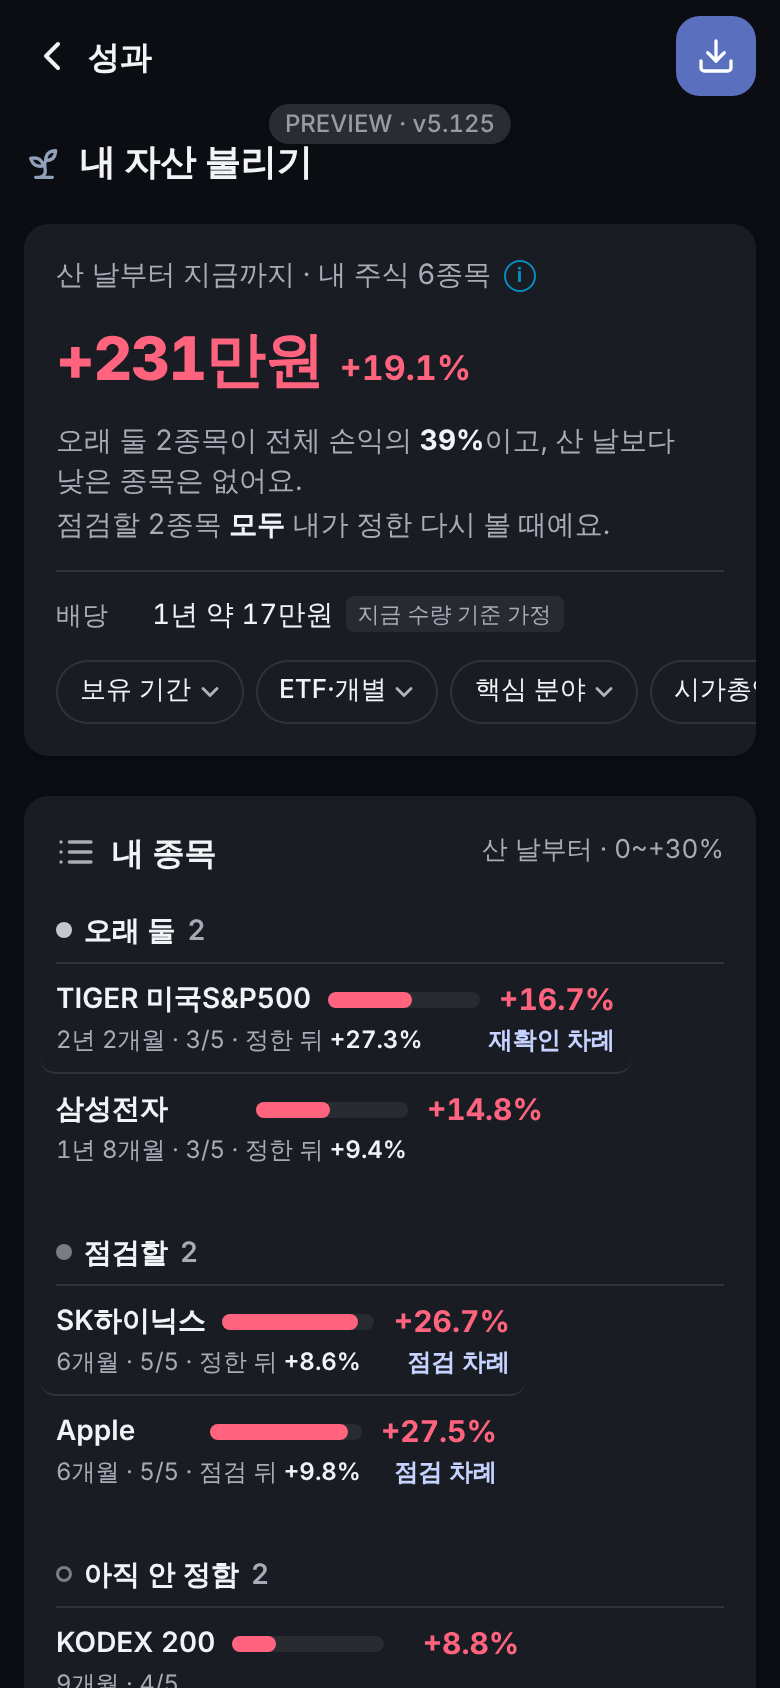 성과
PREVIEW · v5.125
내 자산 불리기
산 날부터 지금까지 · 내 주식 6종목 i
+231만원 +19.1%
오래 둘 2종목이 전체 손익의 39%이고, 산 날보다
낮은 종목은 없어요.
점검할 2종목 모두 내가 정한 다시 볼 때예요.
배당 1년 약 17만원 지금 수량 기준 가정
보유 기간 ETF·개별 핵심 분야 시가총
내 종목 산 날부터 · 0~+30%
오래 둘 2
TIGER 미국S&P500 +16.7%
2년 2개월 · 3/5 · 정한 뒤 +27.3% 재확인 차례
삼성전자 +14.8%
1년 8개월 · 3/5 · 정한 뒤 +9.4%
점검할 2
SK하이닉스 +26.7%
6개월 · 5/5 · 정한 뒤 +8.6% 점검 차례
Apple +27.5%
6개월 · 5/5 · 점검 뒤 +9.8% 점검 차례
아직 안 정함 2
KODEX 200 +8.8%
9개월 · 4/5